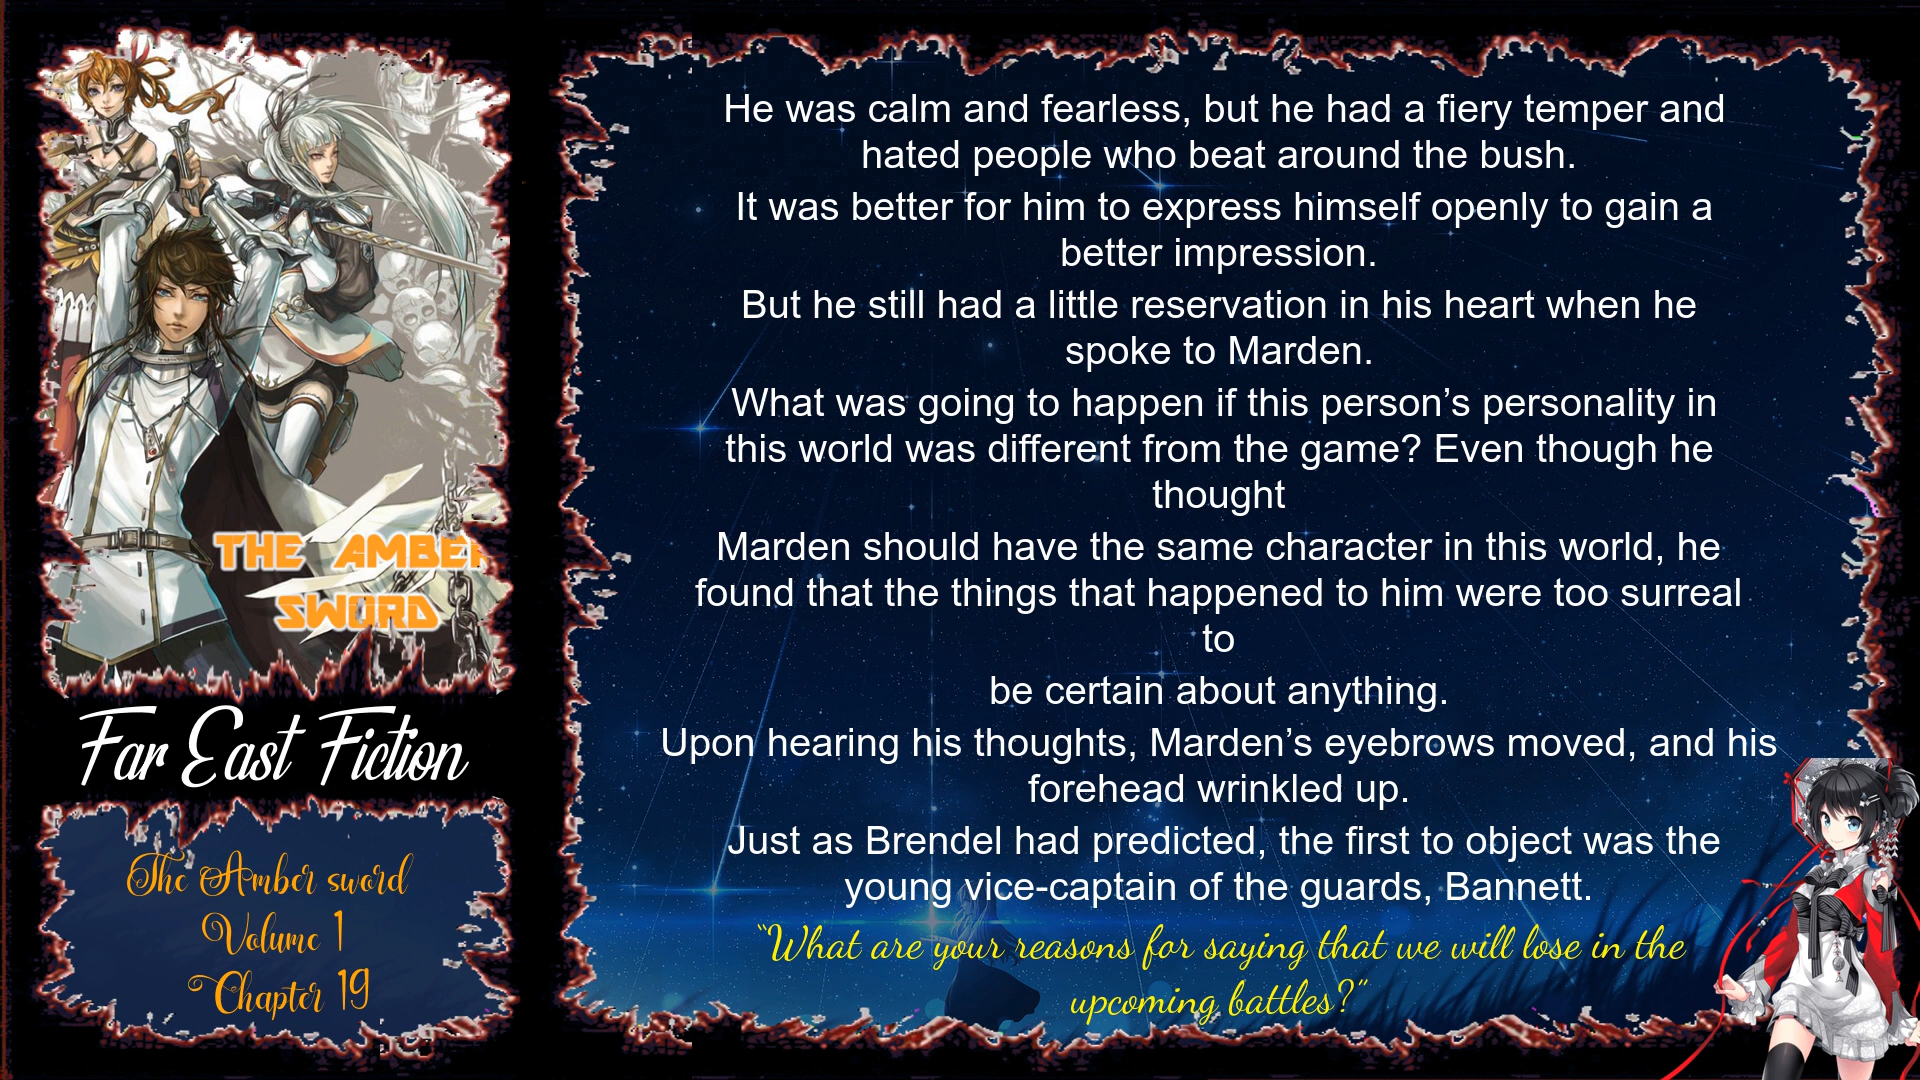 THE AMBER
SWORD
Far East Fiction
The Amber sword
Volume 1
Chapter 19
He was calm and fearless, but he had a fiery temper and
hated people who beat around the bush.
It was better for him to express himself openly to gain a
better impression.
But he still had a little reservation in his heart when he
spoke to Marden.
What was going to happen if this person’s personality in
this world was different from the game? Even though he
thought
Marden should have the same character in this world, he
found that the things that happened to him were too surreal
to
be certain about anything.
Upon hearing his thoughts, Marden’s eyebrows moved, and his
forehead wrinkled up.
Just as Brendel had predicted, the first to object was the
young vice-captain of the guards, Bannett.
“What are your reasons for saying that we will lose in the
upcoming battles?”